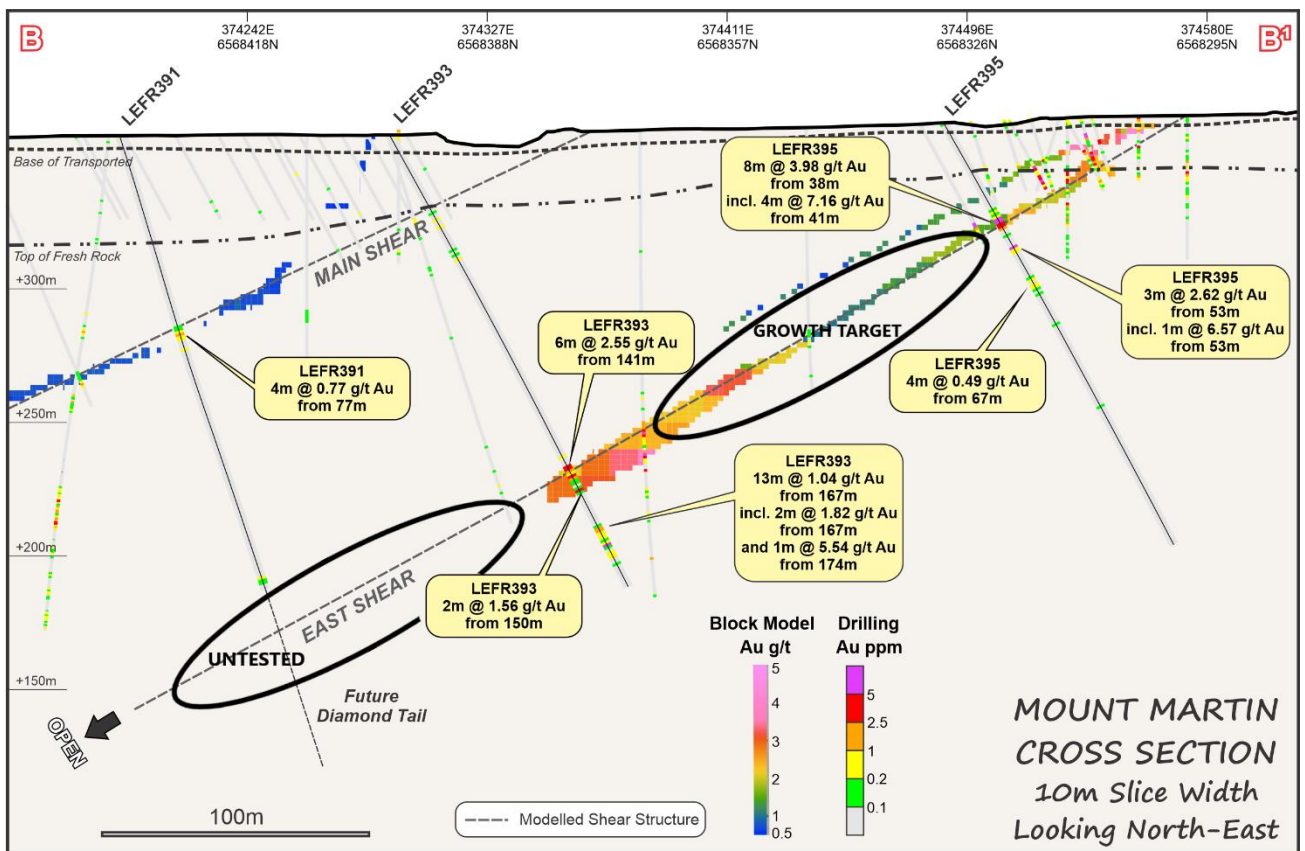 B
374242E
6568418N
374327E
6568388N
374411E
6568357N
374496E
6568326N
374580E
6568295N
B¹
LEFR391
LEFR393
LEFR395
Base of Transported
Top of Fresh Rock
MAIN SHEAR
LEFR395
8m @ 3.98 g/t Au
from 38m
incl. 4m @ 7.16 g/t Au
from 41m
+300m
LEFR395
3m @ 2.62 g/t Au
from 53m
incl. 1m @ 6.57 g/t Au
from 53m
LEFR393
6m @ 2.55 g/t Au
from 141m
GROWTH TARGET
LEFR391
4m @ 0.77 g/t Au
from 77m
LEFR395
4m @ 0.49 g/t Au
from 67m
+250m
LEFR393
13m @ 1.04 g/t Au
from 167m
incl. 2m @ 1.82 g/t Au
from 167m
and 1m @ 5.54 g/t Au
from 174m
+200m
LEFR393
2m @ 1.56 g/t Au
from 150m
EAST SHEAR
UNTESTED
+150m
Future
Diamond Tail
OPEN
Block Model
Au g/t
5
4
3
2
1
0.5
Drilling
Au ppm
5
2.5
1
0.2
0.1
MOUNT MARTIN
CROSS SECTION
10m Slice Width
Looking North-East
100m
Modelled Shear Structure